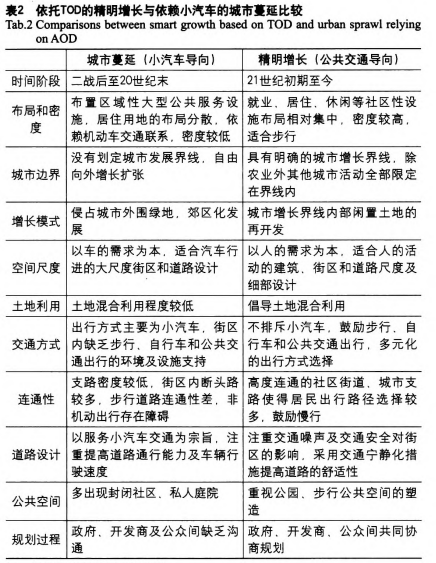 表2 依托TOD的精明增长与依赖小汽车的城市蔓延比较
Tab.2 Comparisons between smart growth based on TOD and urban sprawl relying
on AOD
城市蔓延（小汽车导向） 精明增长（公共交通导向）
时间阶段 二战后至20世纪末 21世纪初期至今
布局和密度
布置区域性大型公共服务设
施，居住用地的布局分散，依
赖机动车交通联系，密度较低
就业，居住，休闲等社区性设
施布局相对集中，密度较高，
适合步行
城市边界
没有划定城市发展界线，自由
向外增长扩张
具有明确的城市增长界线，除
农业外其他城市活动全部限定
在界线内
增长模式
侵占城市外围绿地，郊区化发
展
城市增长界线内部闲置土地的
再开发
空间尺度
以车的需求为本，适合汽车行
进的大尺度街区和道路设计
以人的需求为本，适合人的活
动的建筑、街区和道路尺度及
细部设计
土地利用 土地混合利用程度较低 倡导土地混合利用
交通方式
出行方式主要为小汽车，街区
内缺乏步行、自行车和公共交
通出行的环境及设施支持
不排斥小汽车，鼓励步行、自
行车和公共交通出行，多元化
的出行方式选择
连通性
支路密度较低，街区内断头路
较多，步行道路连通性差，非
机动出行存在障碍
高度连通的社区街道、城市支
路使得居民出行路径选择较
多，鼓励慢行
道路设计
以服务小汽车交通为宗旨，注
重提高道路通行能力及车辆行
驶速度
注重交通噪声及交通安全对街
区的影响，采用交通宁静化措
施提高道路的舒适性
公共空间
多出现封闭社区、私人庭院
重视公园、步行公共空间的塑
造
规划过程
政府、开发商及公众间缺乏沟
通
政府、开发商、公众间共同协
商规划